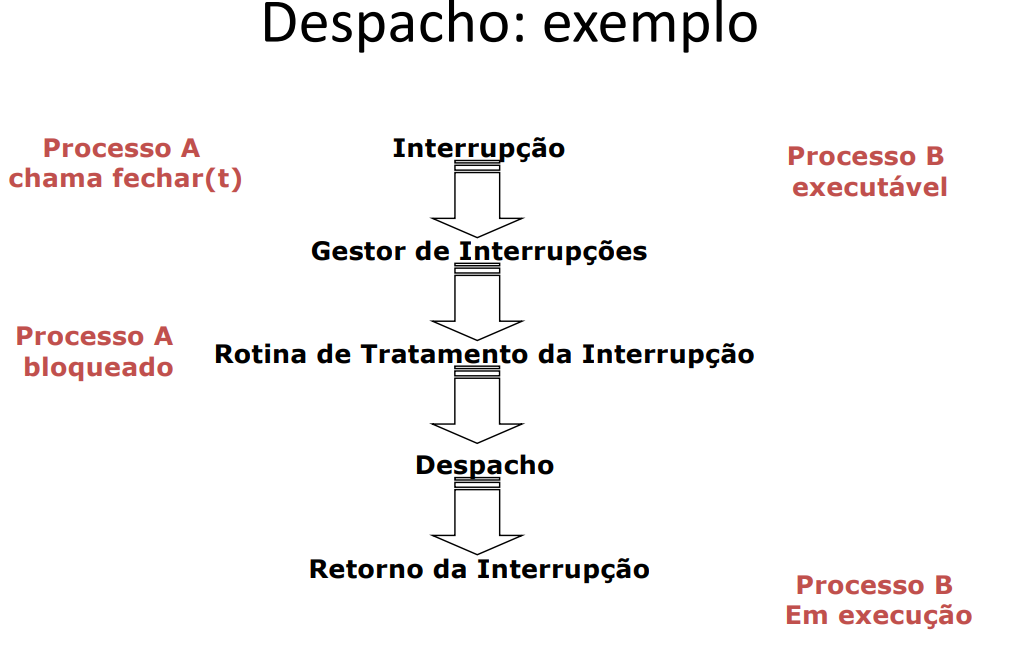 Despacho: exemplo
Processo A
chama fechar(t)
Interrupção
Processo B
executável
Gestor de Interrupções
Processo A
bloqueado
Rotina de Tratamento da Interrupção
Despacho
Retorno da Interrupção
Processo B
Em execução